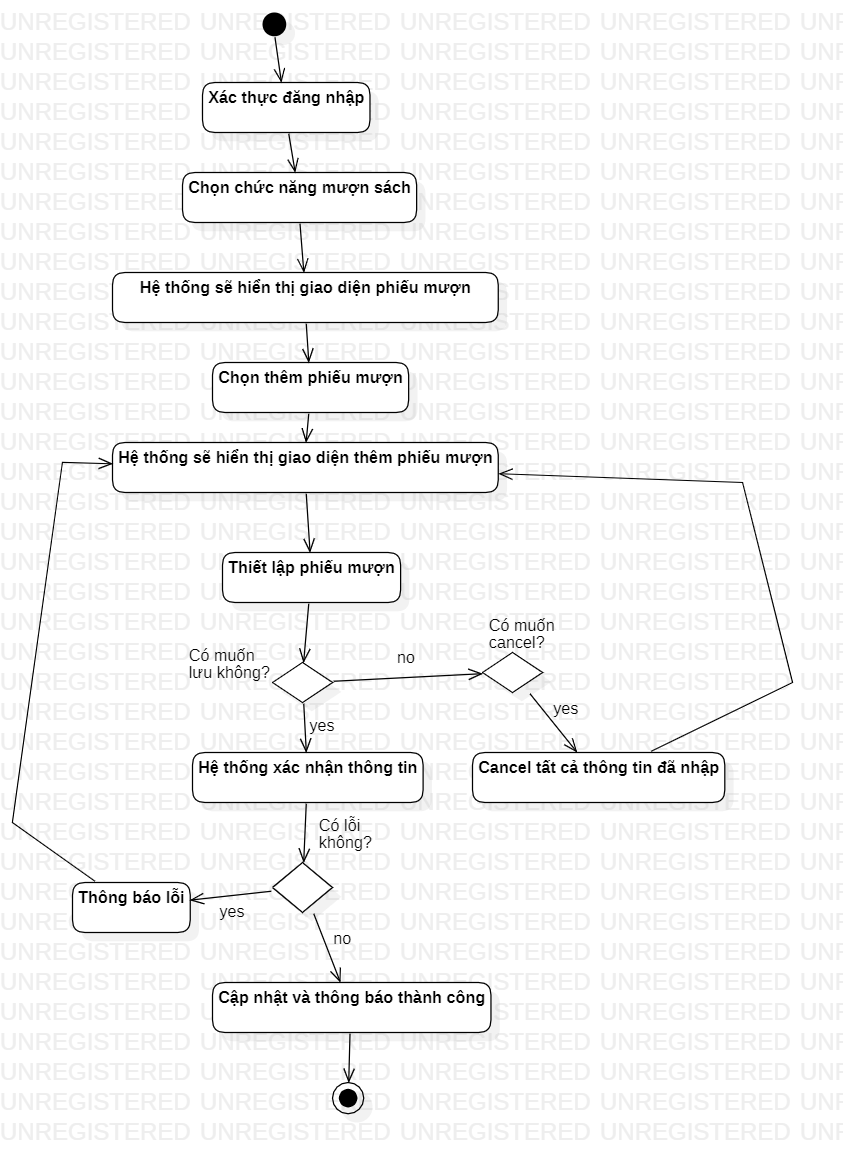 Xác thực đăng nhập
Chọn chức năng mượn sách
Hệ thống sẽ hiển thị giao diện phiếu mượn
Chọn thêm phiếu mượn
Hệ thống sẽ hiển thị giao diện thêm phiếu mượn
Thiết lập phiếu mượn
Có muốn
lưu không?
no
Có muốn
cancel?
yes
yes
Hệ thống xác nhận thông tin
Cancel tất cả thông tin đã nhập
Có lỗi
không?
Thông báo lỗi
yes
no
Cập nhật và thông báo thành công
UNREGISTERED